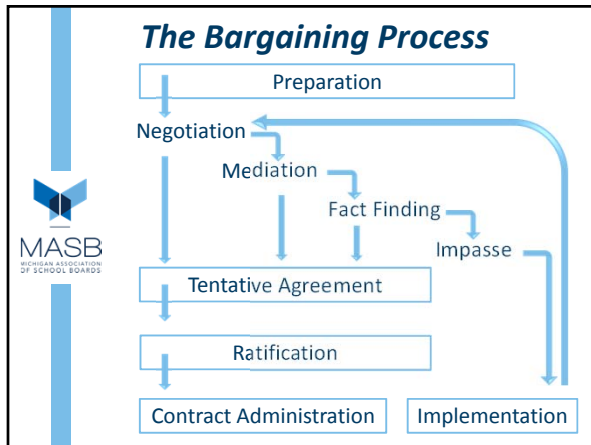 The Bargaining Process
Preparation
Negotiation
Mediation
Fact Finding
Impasse
MASB
MICHIGAN ASSOCIATION
OF SCHOOL BOARDS
Tentative Agreement
Ratification
Contract Administration
Implementation